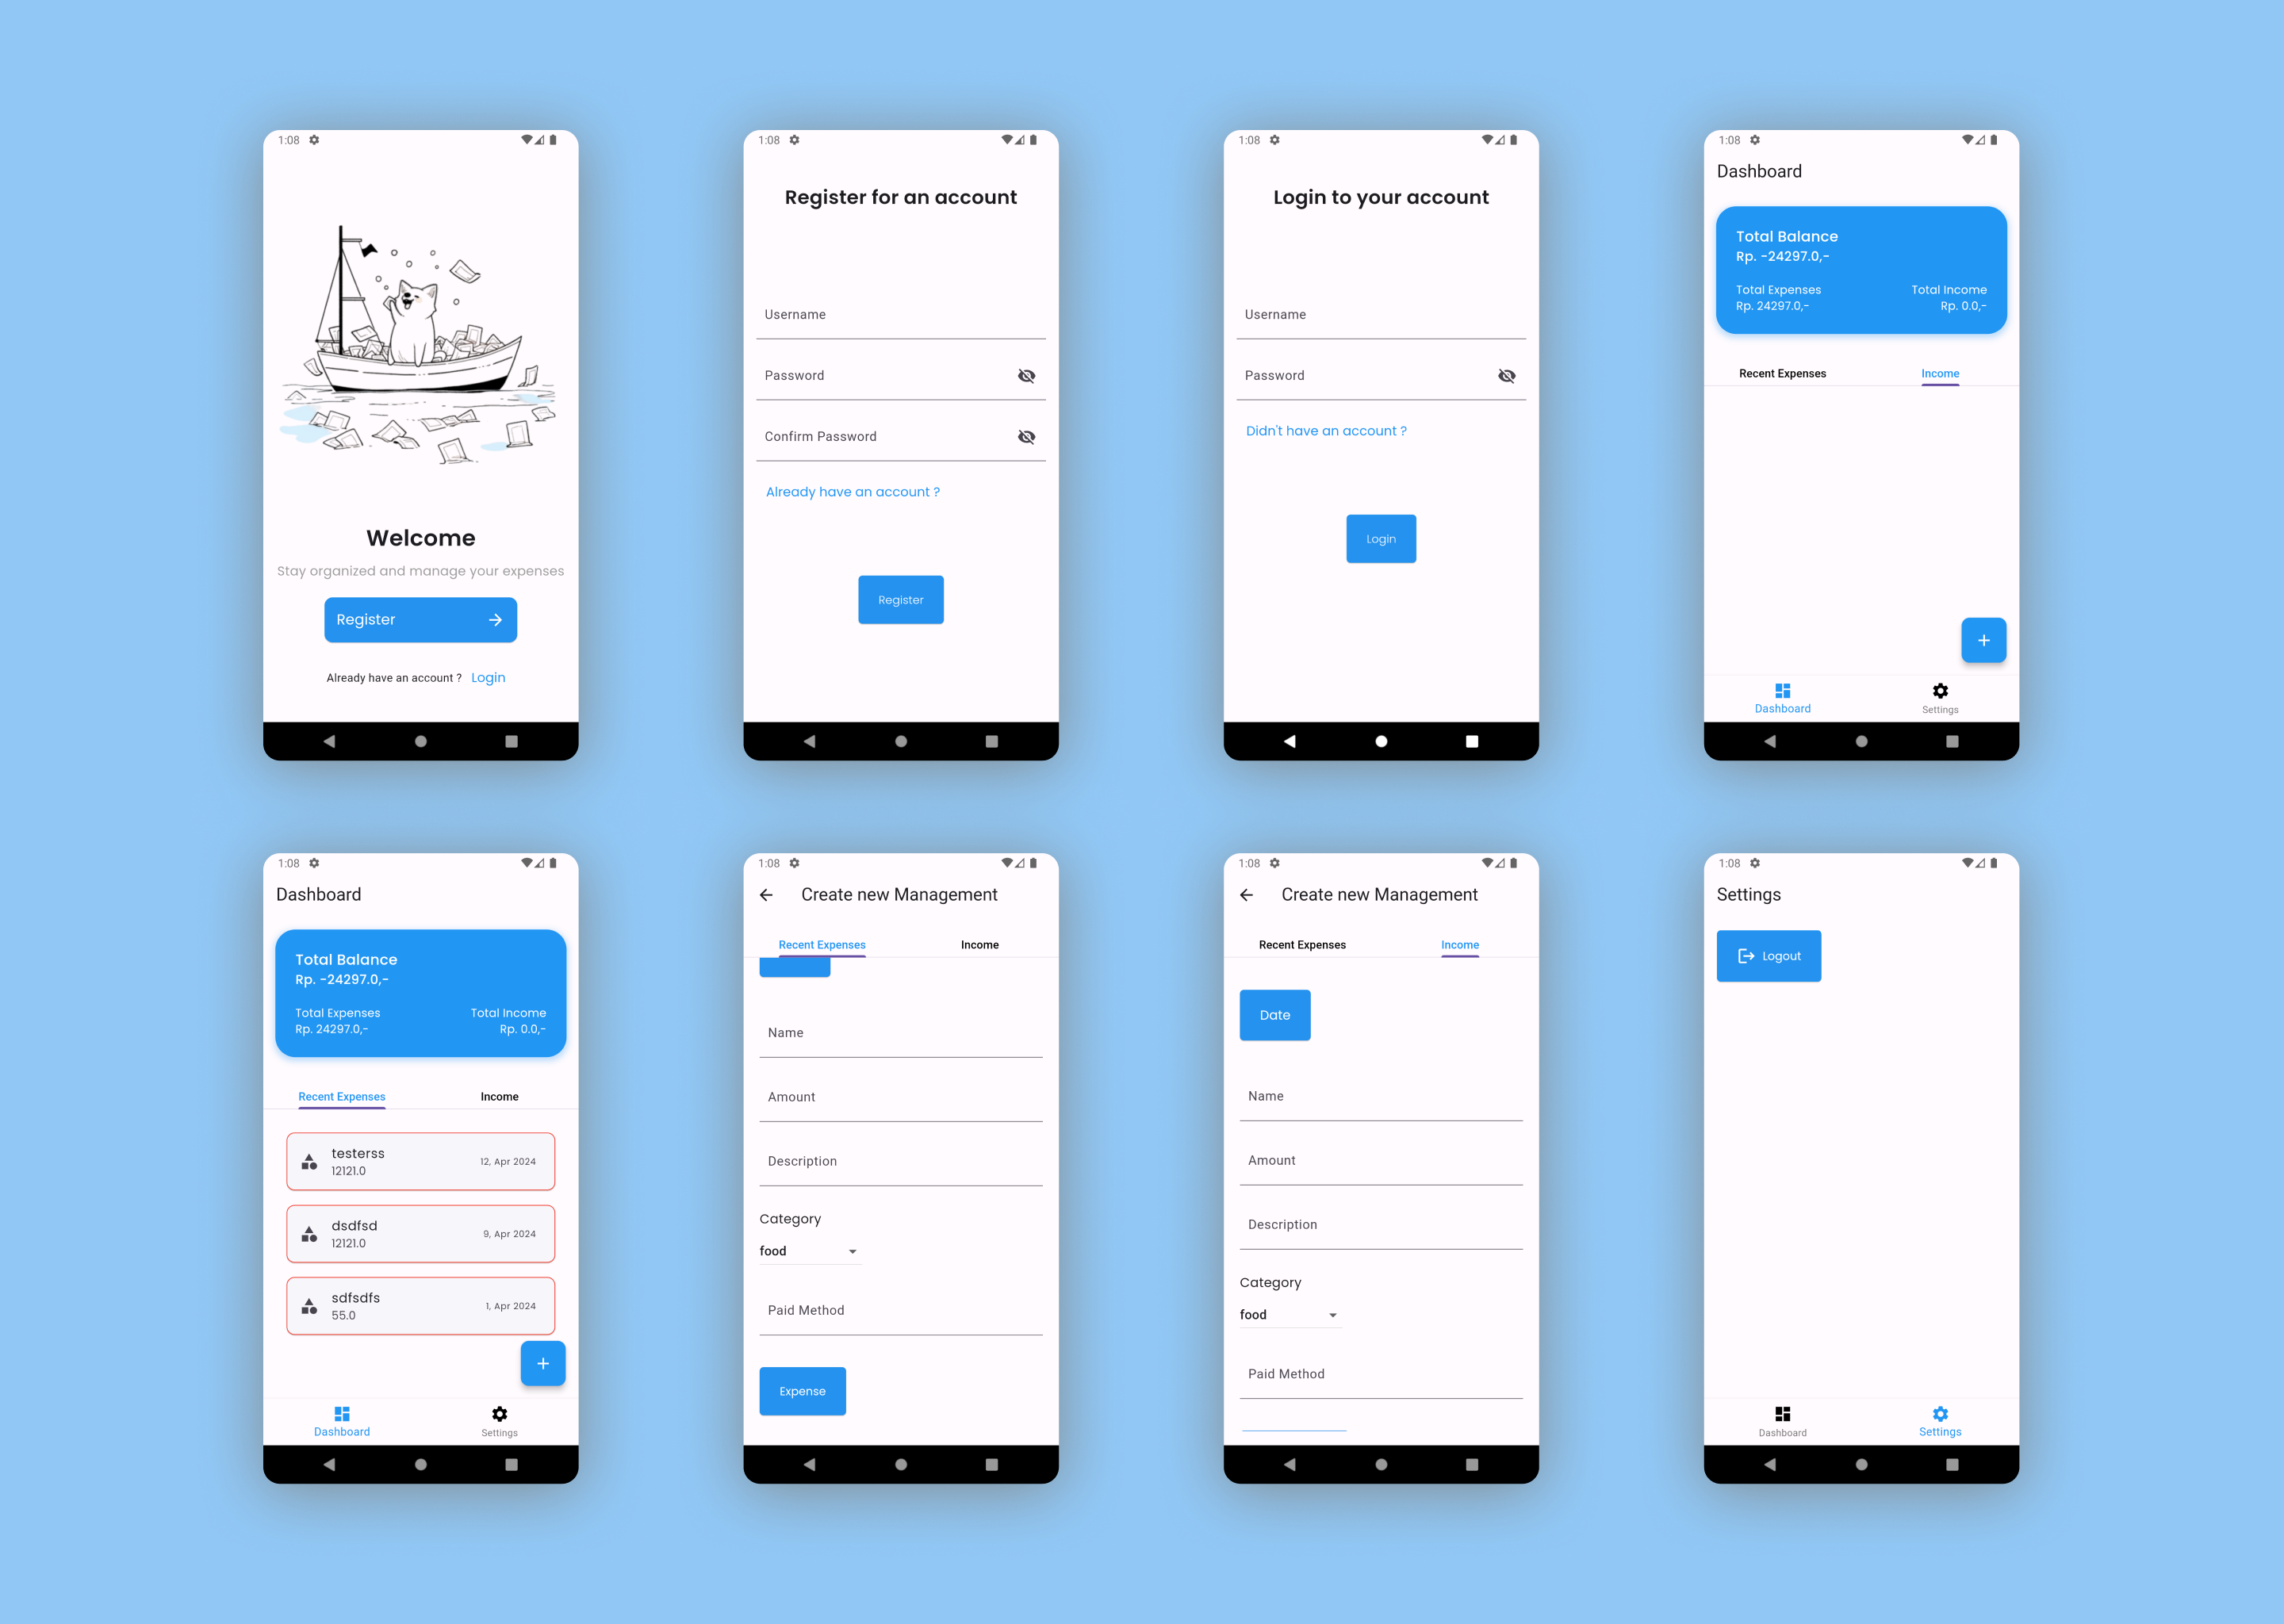 1:08
Welcome
Stay organized and manage your expenses
Register
Already have an account ? Login
1:08
Register for an account
Username
Password
Confirm Password
Already have an account ?
Register
1:08
Login to your account
Username
Password
Didn't have an account ?
Login
1:08
Dashboard
Total Balance
Rp. -24297.0,-
Total Expenses Total Income
Rp. 24297.0,- Rp. 0.0,-
Recent Expenses Income
+
Dashboard Settings
1:08
Dashboard
Total Balance
Rp. -24297.0,-
Total Expenses Total Income
Rp. 24297.0,- Rp. 0.0,-
Recent Expenses Income
testerss
12121.0
12, Apr 2024
dsdfsd
12121.0
9, Apr 2024
sdfsdfs
55.0
1, Apr 2024
+
Dashboard Settings
1:08
Create new Management
Recent Expenses Income
Name
Amount
Description
Category
food
Paid Method
Expense
1:08
Create new Management
Recent Expenses Income
Date
Name
Amount
Description
Category
food
Paid Method
1:08
Settings
Logout
Dashboard Settings